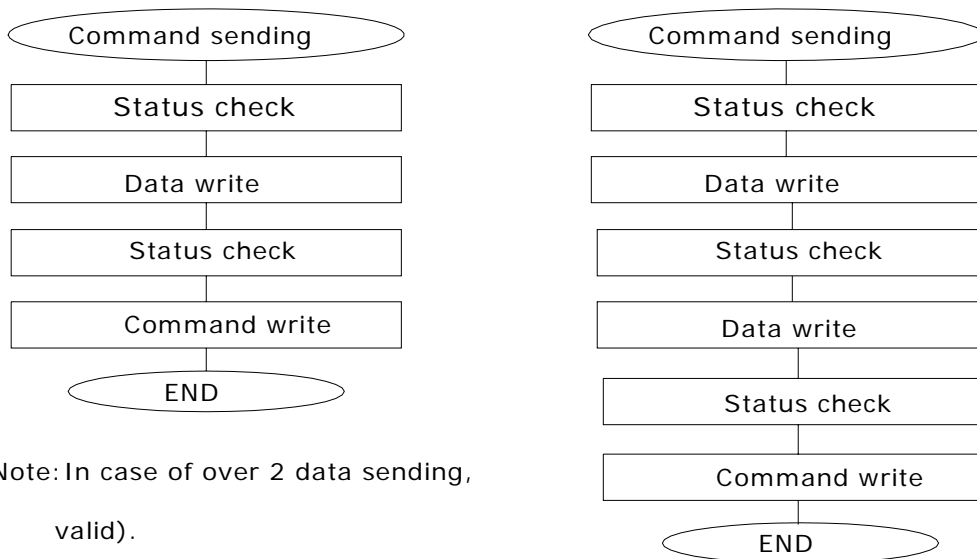 Command sending
Status check
Data write
Status check
Command write
END
Note: In case of over 2 data sending,
valid).
Command sending
Status check
Data write
Status check
Data write
Status check
Command write
END